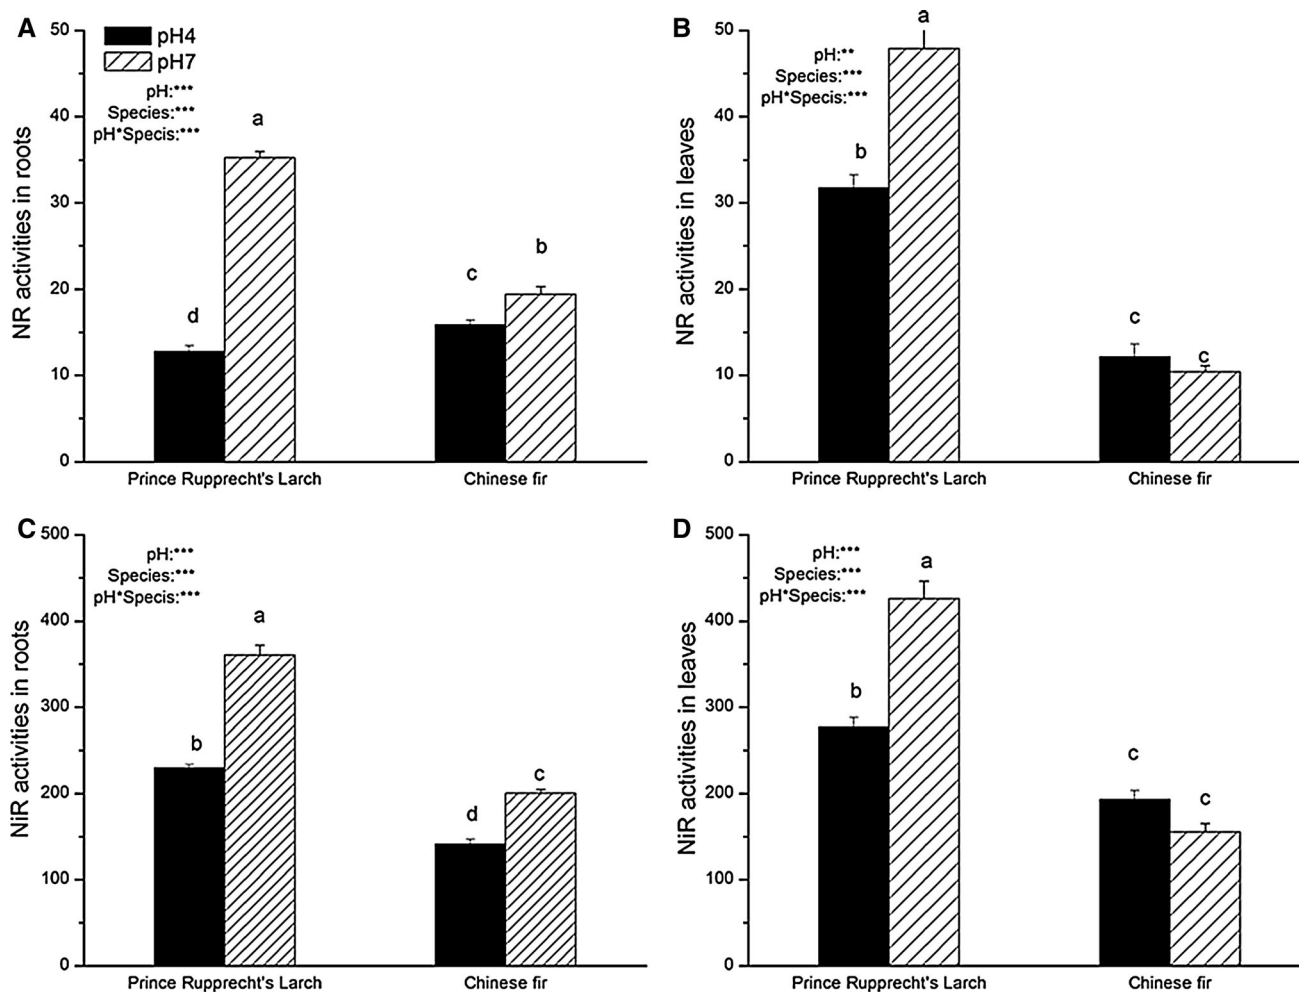 A
50
40
30
20
10
0
NR activities in roots
pH4
pH7
pH:***
Species:***
pH*Specis:***
d
a
c
b
Prince Rupprecht's Larch
Chinese fir
B
50
40
30
20
10
0
NR activities in leaves
pH:**
Species:***
pH*Specis:***
b
a
c
c
Prince Rupprecht's Larch
Chinese fir
C
500
400
300
200
100
0
NiR activities in roots
pH:***
Species:***
pH*Specis:***
b
a
d
c
Prince Rupprecht's Larch
Chinese fir
D
500
400
300
200
100
0
NiR activities in leaves
pH:***
Species:***
pH*Specis:***
b
a
c
c
Prince Rupprecht's Larch
Chinese fir